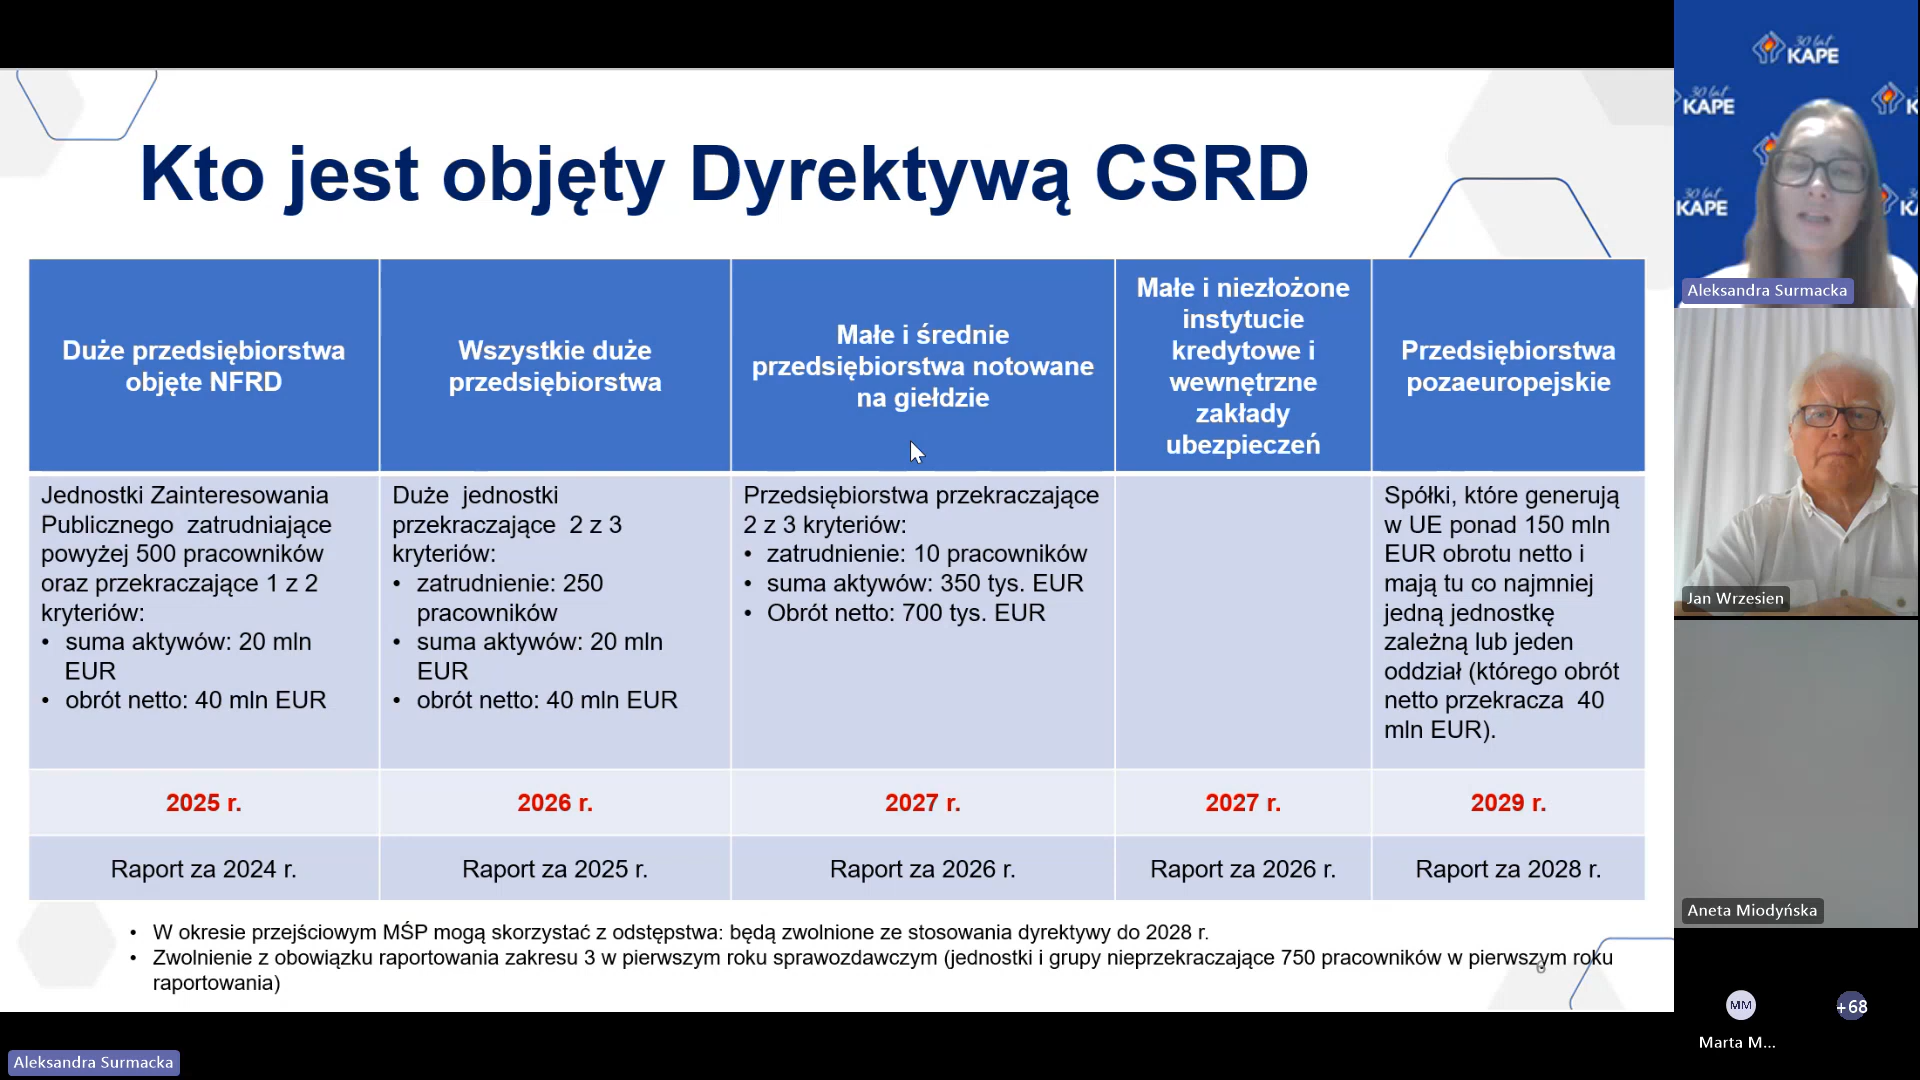 Kto jest objęty Dyrektywą CSRD
Duże przedsiębiorstwa
objęte NFRD
Wszystkie duże
przedsiębiorstwa
Małe i średnie
przedsiębiorstwa notowane
na giełdzie
Małe i niezłożone
instytucie
kredytowe i
wewnętrzne
zakłady
ubezpieczeń
Przedsiębiorstwa
pozaeuropejskie
Jednostki Zainteresowania
Publicznego zatrudniające
powyżej 500 pracowników
oraz przekraczające 1 z 2
kryteriów:
• suma aktywów: 20 mln
EUR
• obrót netto: 40 mln EUR
Duże jednostki
przekraczające 2 z 3
kryteriów:
• zatrudnienie: 250
pracowników
• suma aktywów: 20 mln
EUR
• obrót netto: 40 mln EUR
Przedsiębiorstwa przekraczające
2 z 3 kryteriów:
• zatrudnienie: 10 pracowników
• suma aktywów: 350 tys. EUR
• Obrót netto: 700 tys. EUR
Spółki, które generują
w UE ponad 150 mln
EUR obrotu netto i
mają tu co najmniej
jedną jednostkę
zależną lub jeden
oddział (którego obrót
netto przekracza 40
mln EUR).
2025 r.
2026 r.
2027 r.
2027 r.
2029 r.
Raport za 2024 r.
Raport za 2025 r.
Raport za 2026 r.
Raport za 2026 r.
Raport za 2028 r.
• W okresie przejściowym MŚP mogą skorzystać z odstępstwa: będą zwolnione ze stosowania dyrektywy do 2028 r.
• Zwolnienie z obowiązku raportowania zakresu 3 w pierwszym roku sprawozdawczym (jednostki i grupy nieprzekraczające 750 pracowników w pierwszym roku
raportowania)
Aleksandra Surmacka
30 lat
KAPE
30 lat
KAPE
30 lat
KAPE
Aleksandra Surmacka
Jan Wrzesien
Aneta Miodyńska
MM
+68
Marta M...